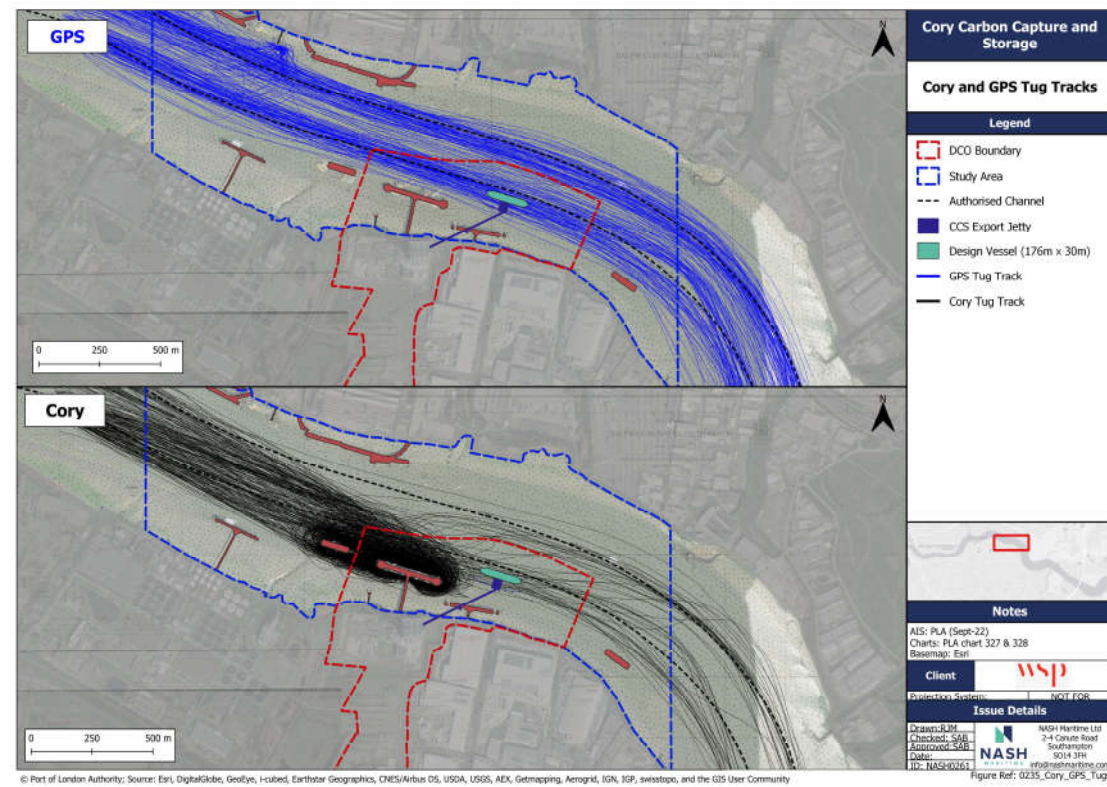 GPS
N
0 250 500 m
Cory
N
0 250 500 m
Cory Carbon Capture and
Storage
Cory and GPS Tug Tracks
Legend
DCO Boundary
Study Area
Authorised Channel
CCS Export Jetty
Design Vessel (176m x 30m)
GPS Tug Track
Cory Tug Track
Notes
AIS: PLA (Sept-22)
Charts: PLA chart 327 & 328
Basemap: Esri
Client
wsp
Projection System: NOT FOR
Issue Details
Drawn:RJM
Checked: SAB
Approved:SAB
Date:
ID: NASH0261
NASH
MARITIME
NASH Maritime Ltd
2-4 Canute Road
Southampton
SO14 3FH
info@nashmaritime.com
© Port of London Authority; Source: Esri, DigitalGlobe, GeoEye, i-cubed, Earthstar Geographics, CNES/Airbus DS, USDA, USGS, AEX, Getmapping, Aerogrid, IGN, IGP, swisstopo, and the GIS User Community
Figure Ref: 0235_Cory_GPS_Tug